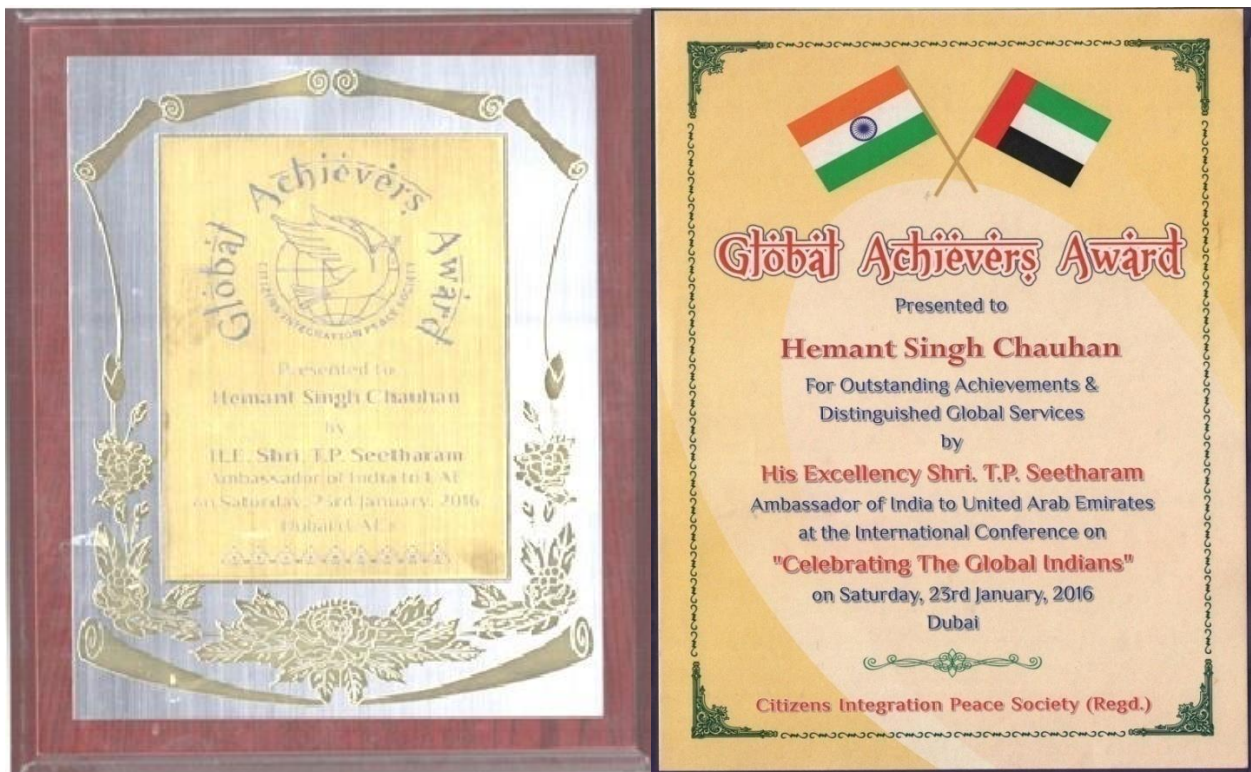 Global Achievers Award
CITIZENS INTEGRATION PEACE SOCIETY
Presented to
Hemant Singh Chauhan
by
H.E. Shri. T.P. Seetharam
Ambassador of India to UAE
on Saturday, 23rd January, 2016
Dubai (UAE)
Global Achievers Award
Presented to
Hemant Singh Chauhan
For Outstanding Achievements &
Distinguished Global Services
by
His Excellency Shri. T.P. Seetharam
Ambassador of India to United Arab Emirates
at the International Conference on
"Celebrating The Global Indians"
on Saturday, 23rd January, 2016
Dubai
Citizens Integration Peace Society (Regd.)